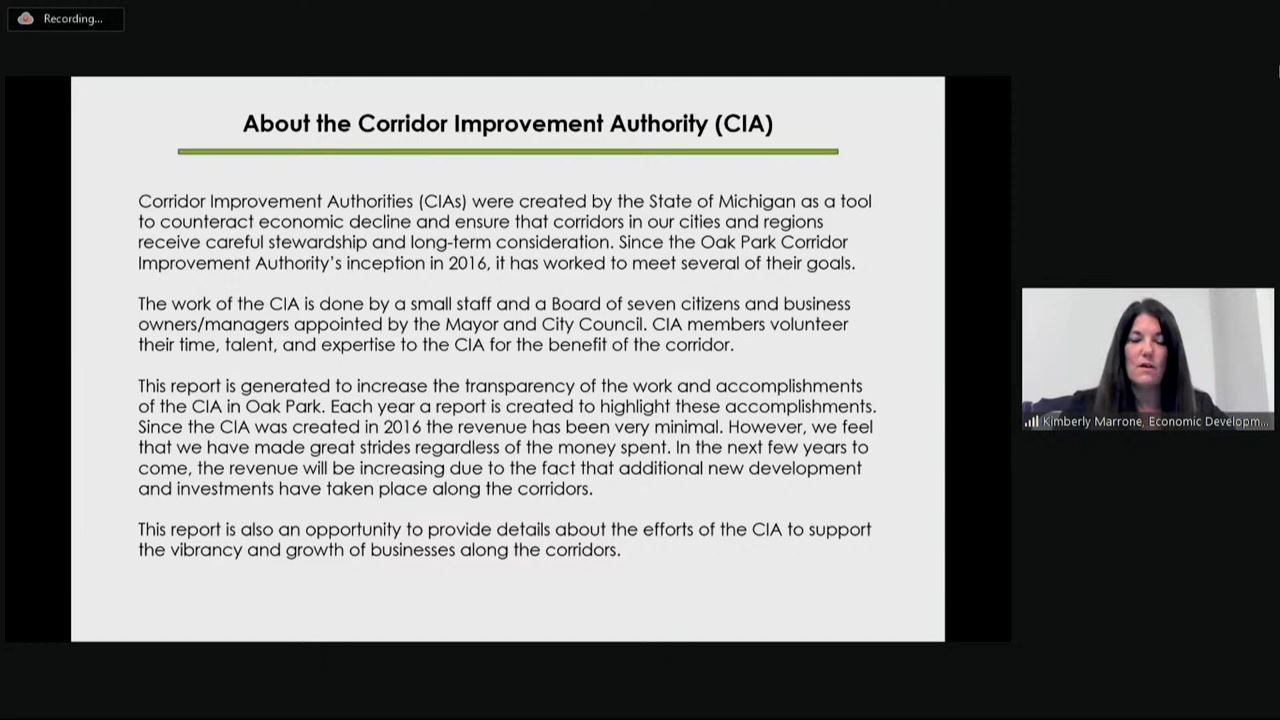 Recording...
About the Corridor Improvement Authority (CIA)
Corridor Improvement Authorities (CIAs) were created by the State of Michigan as a tool
to counteract economic decline and ensure that corridors in our cities and regions
receive careful stewardship and long-term consideration. Since the Oak Park Corridor
Improvement Authority's inception in 2016, it has worked to meet several of their goals.
The work of the CIA is done by a small staff and a Board of seven citizens and business
owners/managers appointed by the Mayor and City Council. CIA members volunteer
their time, talent, and expertise to the CIA for the benefit of the corridor.
This report is generated to increase the transparency of the work and accomplishments
of the CIA in Oak Park. Each year a report is created to highlight these accomplishments.
Since the CIA was created in 2016 the revenue has been very minimal. However, we feel
that we have made great strides regardless of the money spent. In the next few years to
come, the revenue will be increasing due to the fact that additional new development
and investments have taken place along the corridors.
This report is also an opportunity to provide details about the efforts of the CIA to support
the vibrancy and growth of businesses along the corridors.
Kimberly Marrone, Economic Developm...